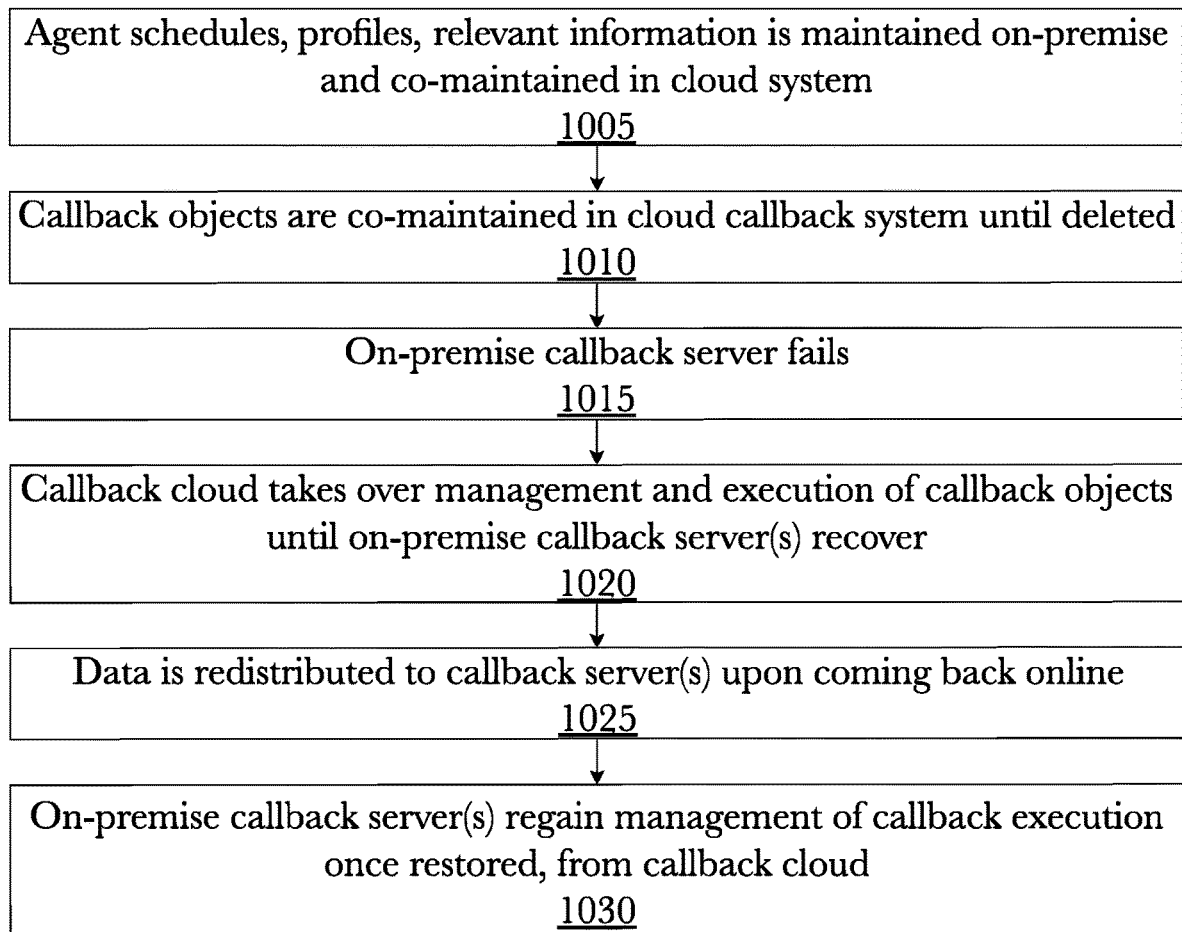 Agent schedules, profiles, relevant information is maintained on-premise
and co-maintained in cloud system
1005
Callback objects are co-maintained in cloud callback system until deleted
1010
On-premise callback server fails
1015
Callback cloud takes over management and execution of callback objects
until on-premise callback server(s) recover
1020
Data is redistributed to callback server(s) upon coming back online
1025
On-premise callback server(s) regain management of callback execution
once restored, from callback cloud
1030